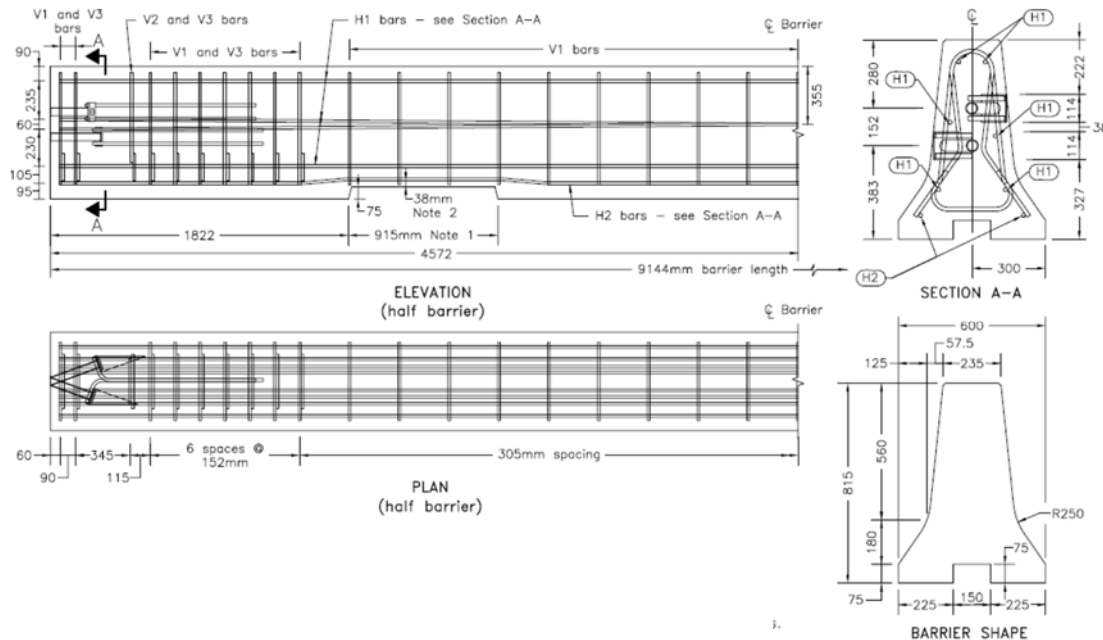 V1 and V3
bars
V2 and V3 bars
H1 bars – see Section A–A
₵ Barrier
₵
H1
A
V1 and V3 bars
V1 bars
90
235
60
230
105
95
355
280
152
383
222
114
114
327
H1
H1
H1
H1
A
75
38mm
Note 2
H2 bars – see Section A–A
1822
915mm Note 1
4572
9144mm barrier length
H2
300
ELEVATION
(half barrier)
SECTION A–A
₵ Barrier
600
57.5
125
235
560
815
180
75
R250
75
225
150
225
60
345
6 spaces @
152mm
305mm spacing
90
115
PLAN
(half barrier)
BARRIER SHAPE